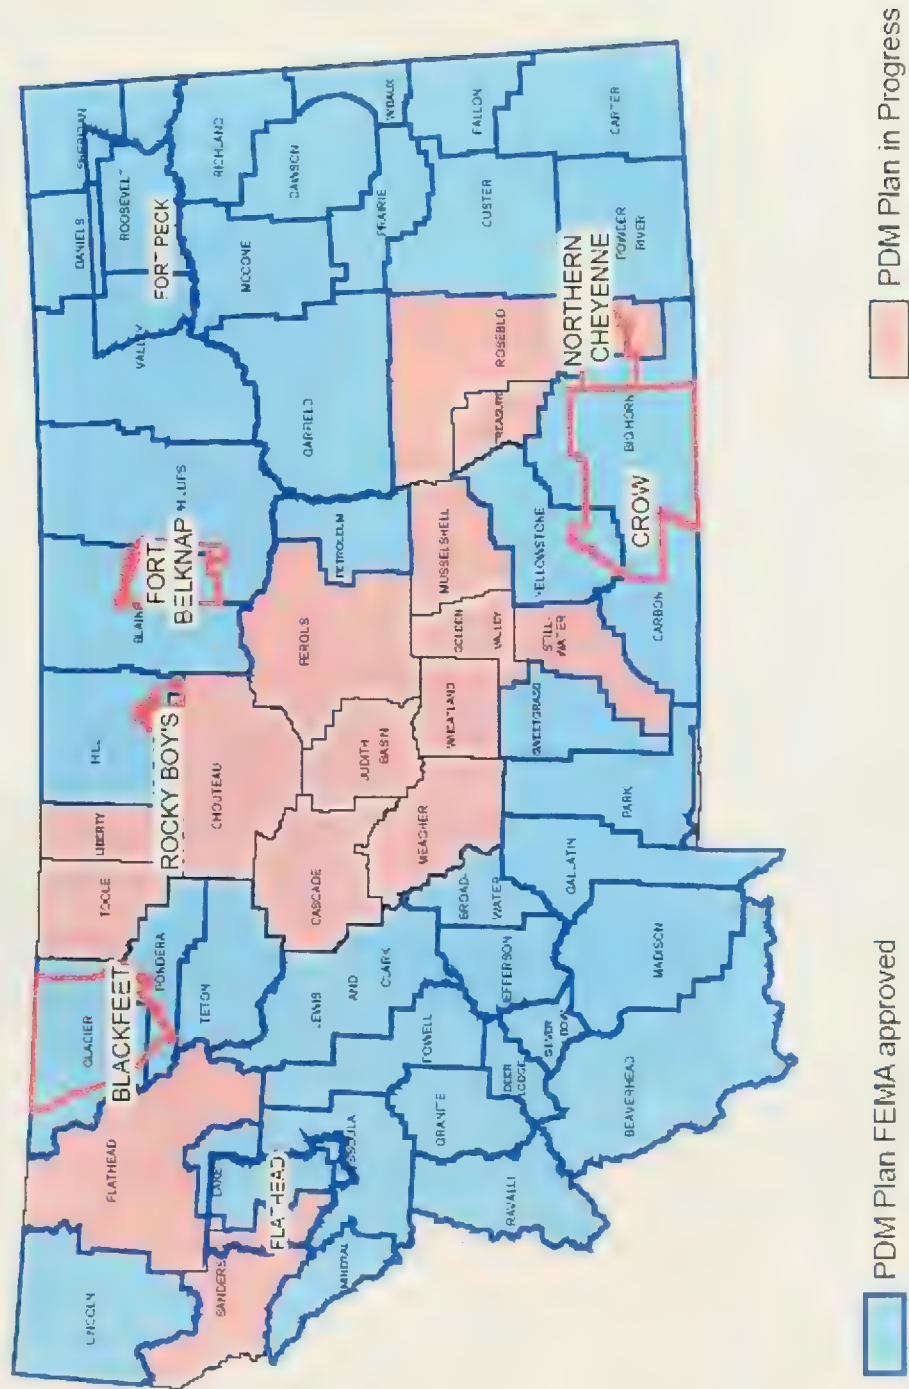 LINCOLN
FLATHEAD
GLACIER
BLACKFEET
TOOLE
LIBERTY
HILL
BLAINE
PHILLIPS
VALLEY
DANIELS
SHERIDAN
ROOSEVELT
FORT PECK
ROCKY BOY'S
FORT
BELKNAP
PONDERA
TETON
CHOUTEAU
SANDERS
LAKE
FLATHEAD
MINERAL
MISSOULA
LEWIS
AND
CLARK
CASCADE
JUDITH
BASIN
FERGUS
PETROLEUM
GARFIELD
MCCONE
RICHLAND
DAWSON
PRAIRIE
WIBAUX
POWELL
GRANITE
RAVALLI
DEER
LODGE
SILVER
BOW
JEFFERSON
BROAD-
WATER
MEAGHER
WHEATLAND
GOLDEN
VALLEY
MUSSELSHELL
TREASURE
ROSEBUD
CUSTER
FALLON
BEAVERHEAD
MADISON
GALLATIN
PARK
SWEETGRASS
STILL-
WATER
YELLOWSTONE
CARBON
CROW
BIG HORN
NORTHERN
CHEYENNE
POWDER
RIVER
CARTER
PDM Plan FEMA approved
PDM Plan in Progress